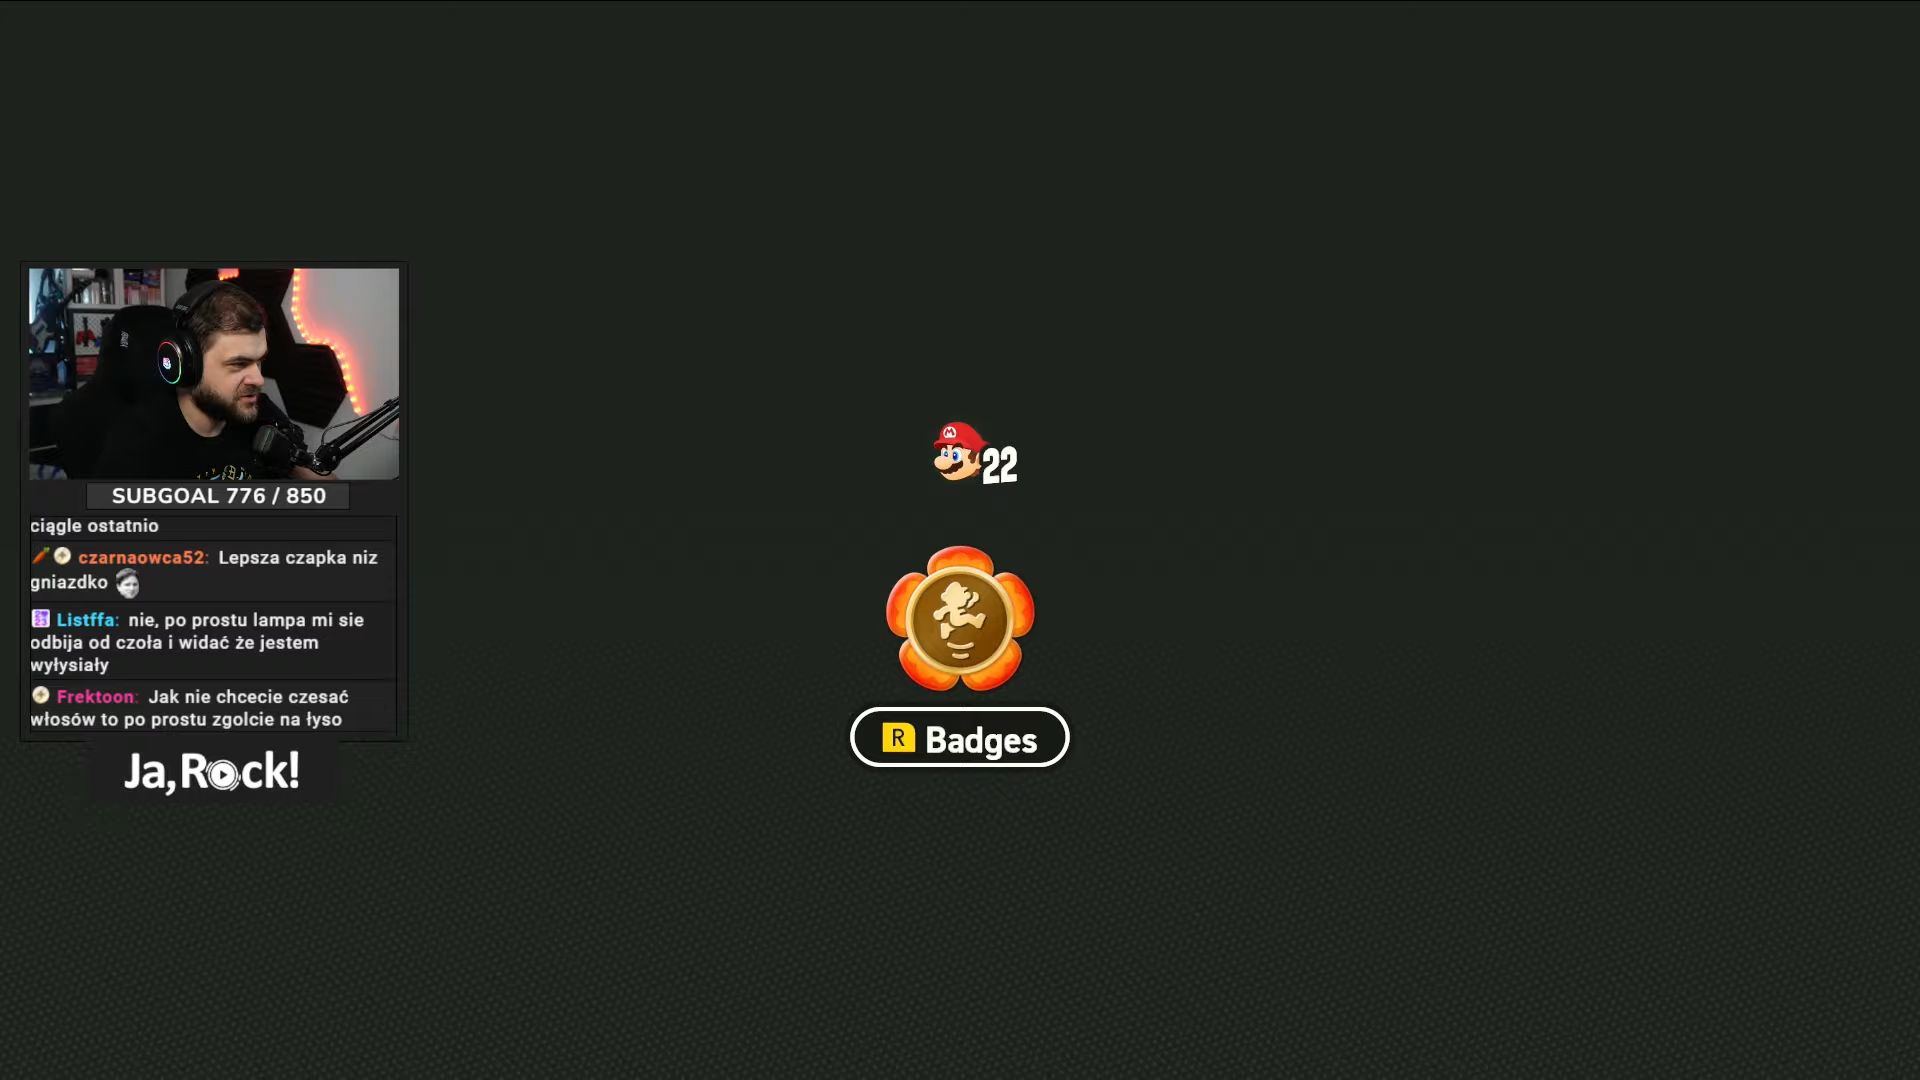 SUBGOAL 776 / 850
ciągle ostatnio
czarnaowca52: Lepsza czapka niz
gniazdko
Listffa: nie, po prostu lampa mi sie
odbija od czoła i widać że jestem
wyłysiały
Frektoon: Jak nie chcecie czesać
włosów to po prostu zgolcie na łyso
Ja,Rock!
M
22
R Badges